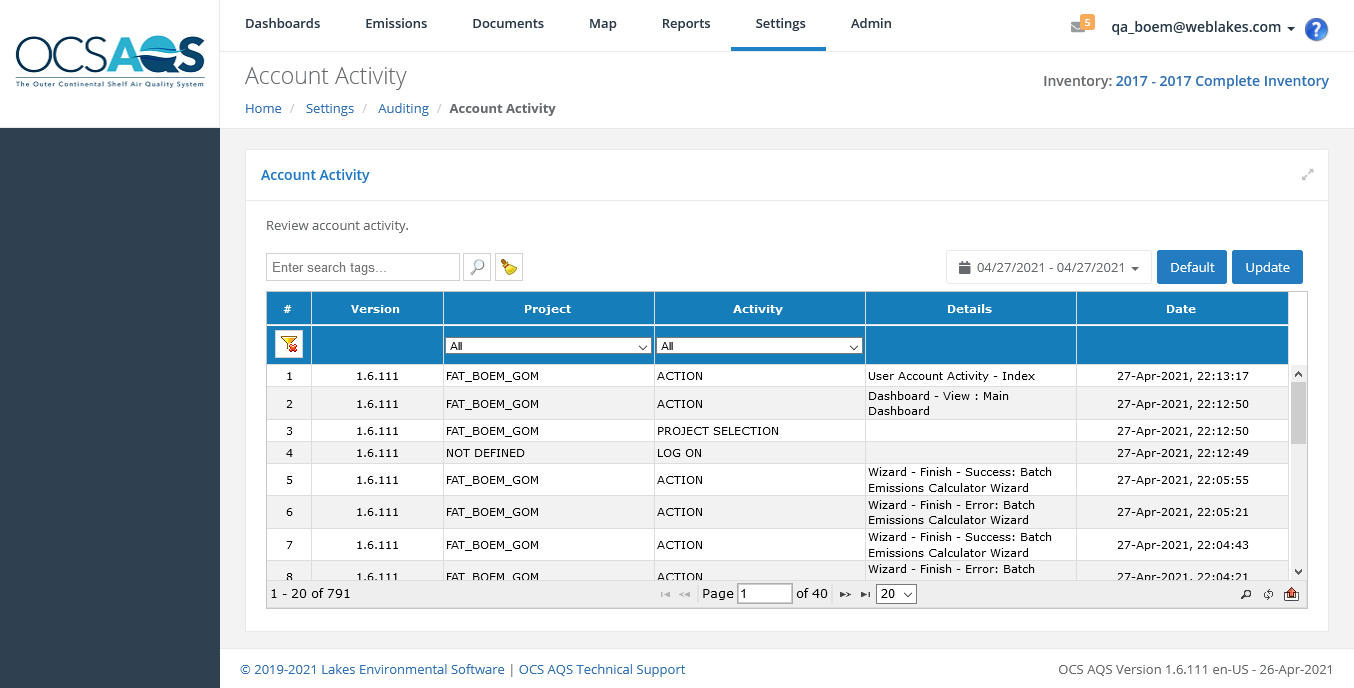 OCSAQS
The Outer Continental Shelf Air Quality System
Dashboards Emissions Documents Map Reports Settings Admin
5
qa_boem@weblakes.com
?
Account Activity
Inventory: 2017 - 2017 Complete Inventory
Home / Settings / Auditing / Account Activity
Account Activity
Review account activity.
Enter search tags...
04/27/2021 - 04/27/2021 Default Update
# Version Project Activity Details Date
All All
1 1.6.111 FAT_BOEM_GOM ACTION User Account Activity - Index 27-Apr-2021, 22:13:17
2 1.6.111 FAT_BOEM_GOM ACTION Dashboard - View : Main Dashboard 27-Apr-2021, 22:12:50
3 1.6.111 FAT_BOEM_GOM PROJECT SELECTION 27-Apr-2021, 22:12:50
4 1.6.111 NOT DEFINED LOG ON 27-Apr-2021, 22:12:49
5 1.6.111 FAT_BOEM_GOM ACTION Wizard - Finish - Success: Batch Emissions Calculator Wizard 27-Apr-2021, 22:05:55
6 1.6.111 FAT_BOEM_GOM ACTION Wizard - Finish - Error: Batch Emissions Calculator Wizard 27-Apr-2021, 22:05:21
7 1.6.111 FAT_BOEM_GOM ACTION Wizard - Finish - Success: Batch Emissions Calculator Wizard 27-Apr-2021, 22:04:43
8 1.6.111 FAT_BOEM_GOM ACTION Wizard - Finish - Error: Batch 27-Apr-2021, 22:04:21
1 - 20 of 791 Page 1 of 40 20
© 2019-2021 Lakes Environmental Software | OCS AQS Technical Support
OCS AQS Version 1.6.111 en-US - 26-Apr-2021